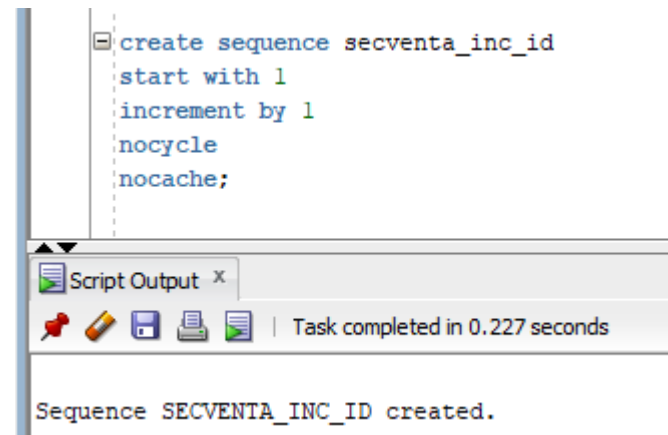 create sequence secventa_inc_id
start with 1
increment by 1
nocycle
nocache;
Script Output x
Task completed in 0.227 seconds
Sequence SECVENTA_INC_ID created.